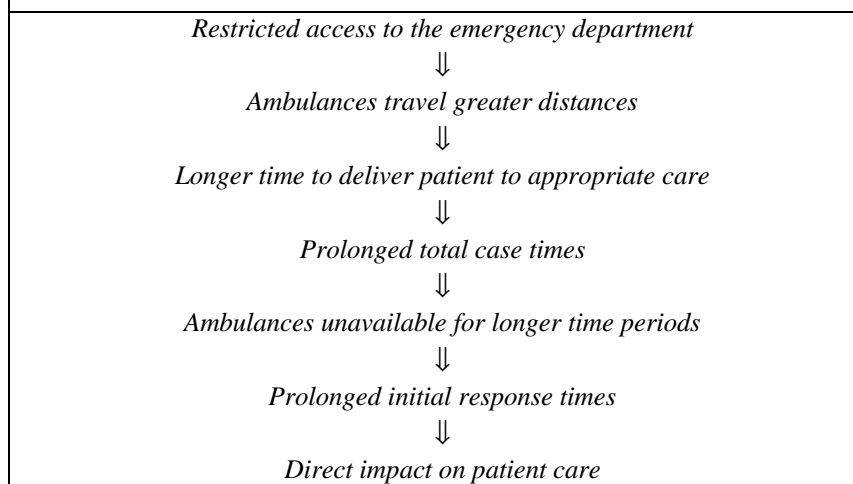 Restricted access to the emergency department
⇓
Ambulances travel greater distances
⇓
Longer time to deliver patient to appropriate care
⇓
Prolonged total case times
⇓
Ambulances unavailable for longer time periods
⇓
Prolonged initial response times
⇓
Direct impact on patient care